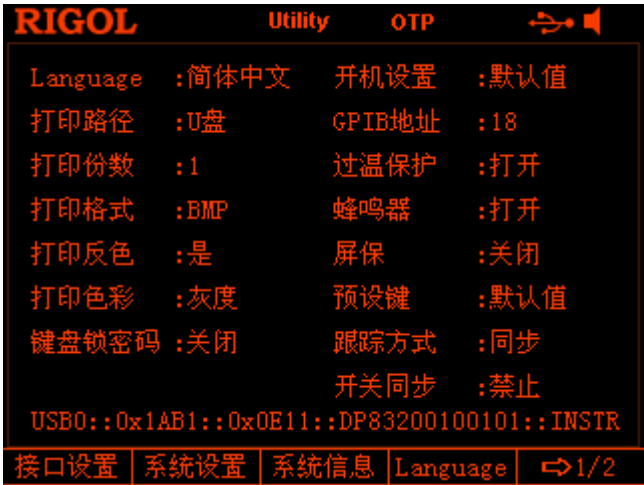 RIGOL Utility OTP
Language :简体中文 开机设置 :默认值
打印路径 :U盘 GPIB地址 :18
打印份数 :1 过温保护 :打开
打印格式 :BMP 蜂鸣器 :打开
打印反色 :是 屏保 :关闭
打印色彩 :灰度 预设键 :默认值
键盘锁密码 :关闭 跟踪方式 :同步
开关同步 :禁止
USB0::0x1AB1::0x0E11::DP83200100101::INSTR
接口设置 系统设置 系统信息 Language ⇨1/2